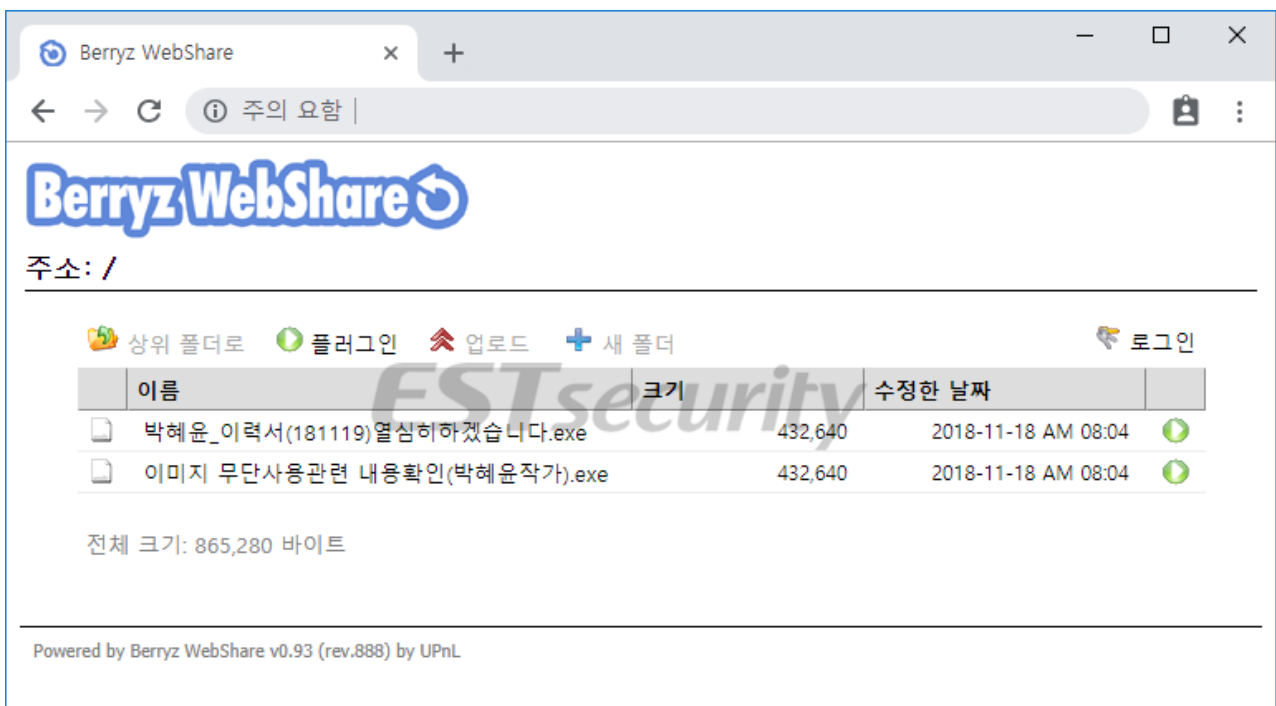 Berryz WebShare
주의 요함
Berryz WebShare
주소: /
상위 폴더로 플러그인 업로드 새 폴더 로그인
ESTsecurity
이름 크기 수정한 날짜
박혜윤_이력서(181119)열심히하겠습니다.exe 432,640 2018-11-18 AM 08:04
이미지 무단사용관련 내용확인(박혜윤작가).exe 432,640 2018-11-18 AM 08:04
전체 크기: 865,280 바이트
Powered by Berryz WebShare v0.93 (rev.888) by UPnL